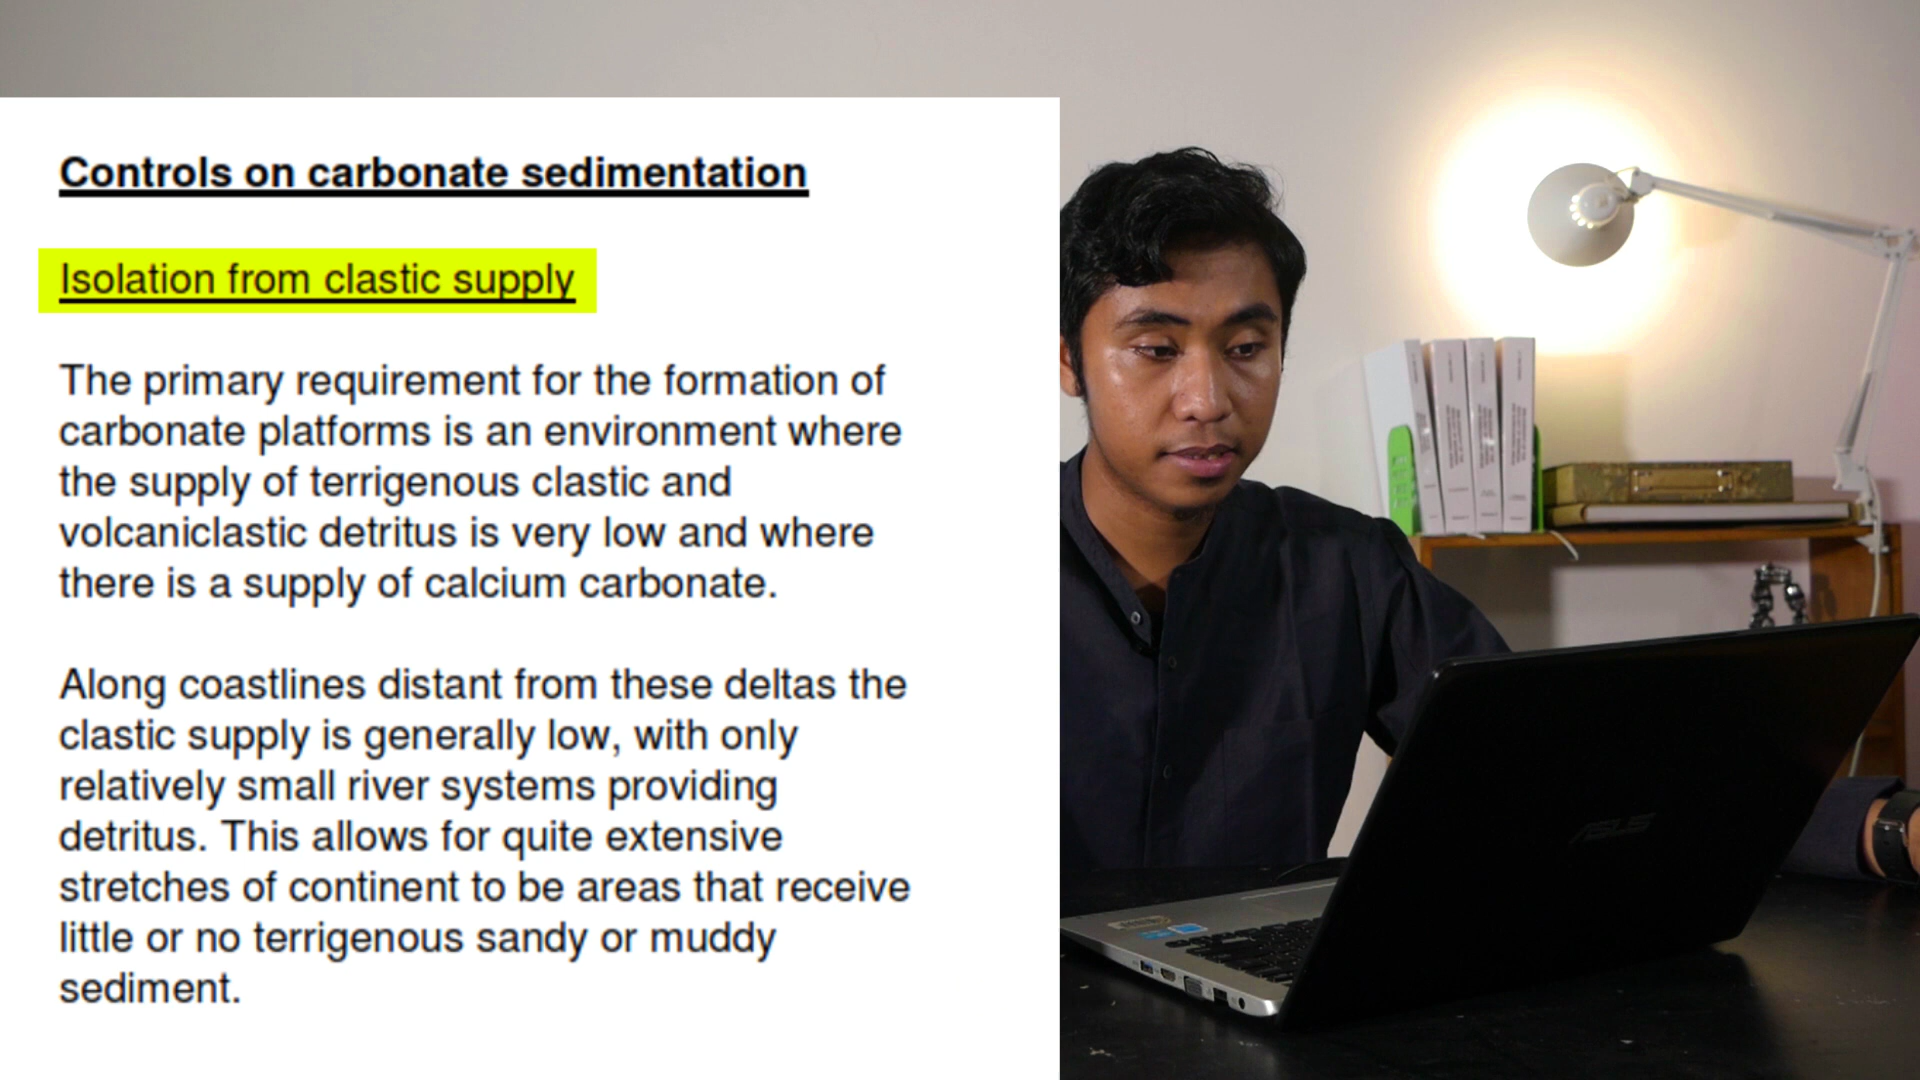 Controls on carbonate sedimentation
Isolation from clastic supply
The primary requirement for the formation of
carbonate platforms is an environment where
the supply of terrigenous clastic and
volcaniclastic detritus is very low and where
there is a supply of calcium carbonate.
Along coastlines distant from these deltas the
clastic supply is generally low, with only
relatively small river systems providing
detritus. This allows for quite extensive
stretches of continent to be areas that receive
little or no terrigenous sandy or muddy
sediment.
ASUS